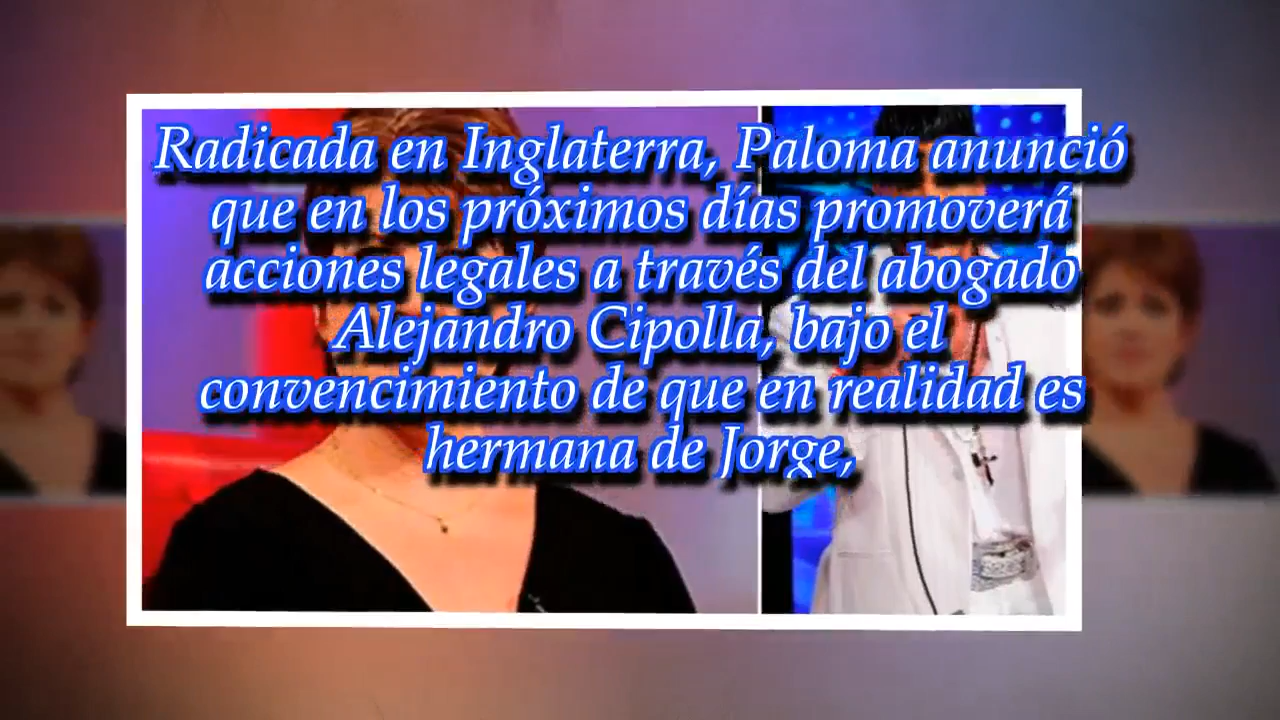 Radicada en Inglaterra, Paloma anunció
que en los próximos días promoverá
acciones legales a través del abogado
Alejandro Cipolla, bajo el
convencimiento de que en realidad es
hermana de Jorge,